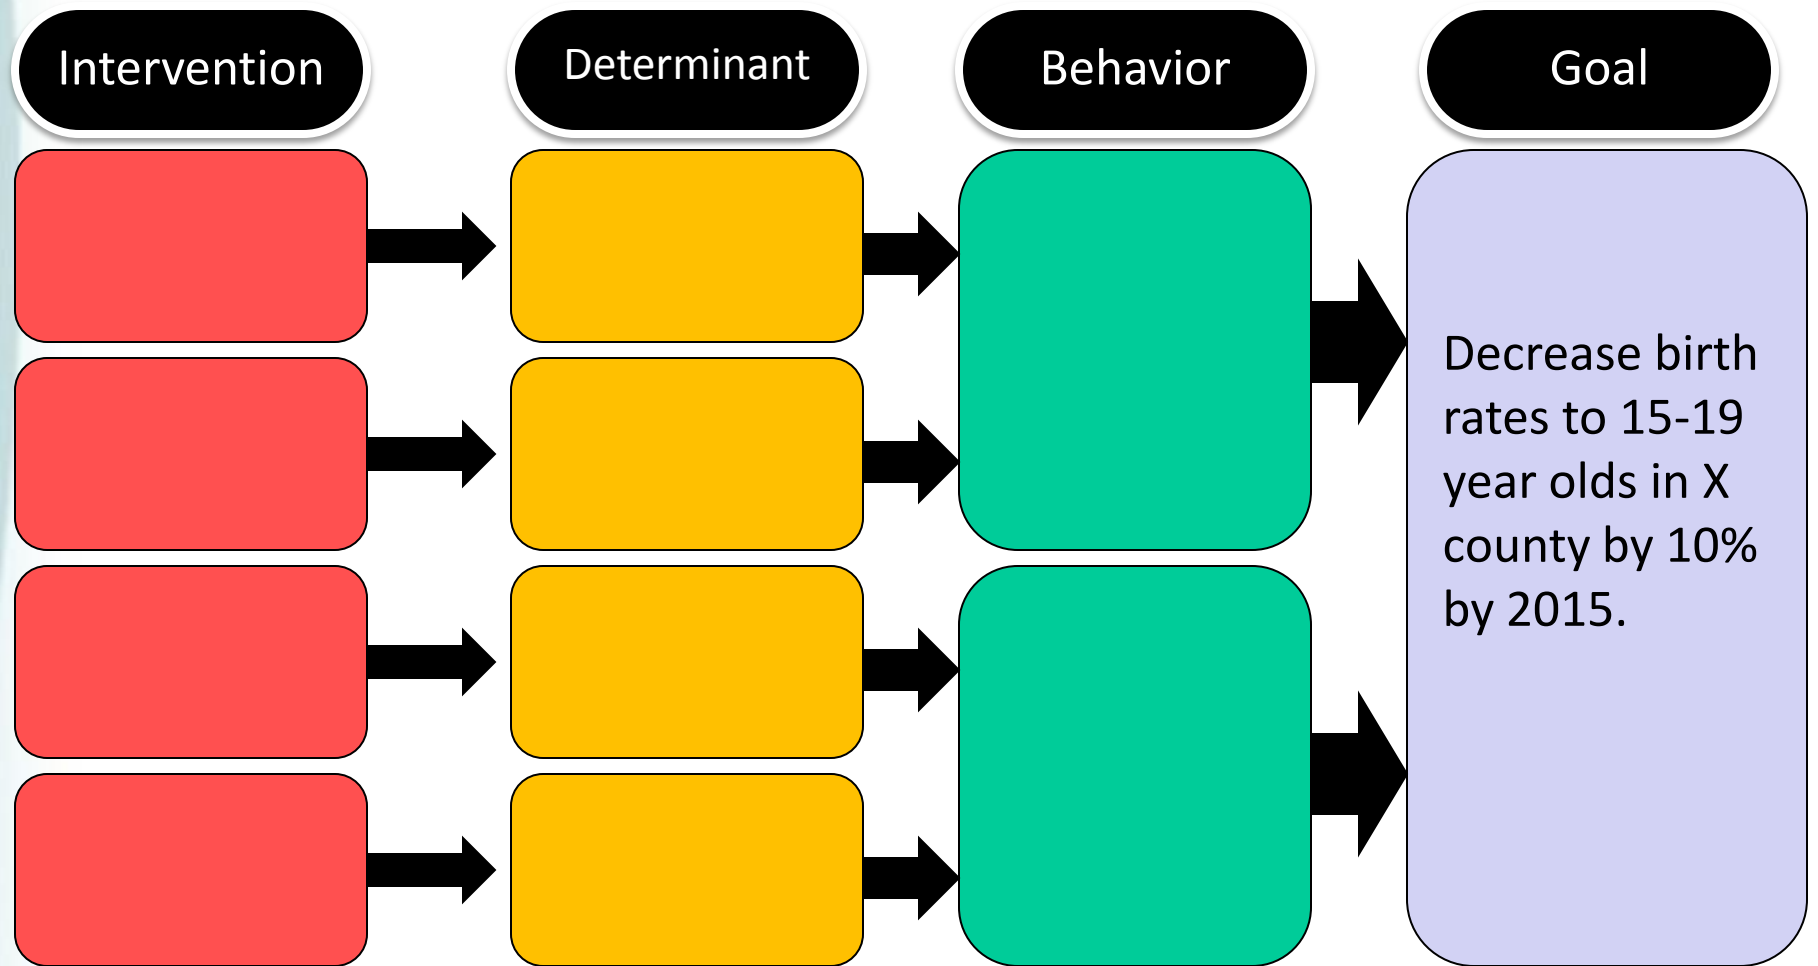 Intervention
Determinant
Behavior
Goal
Decrease birth
rates to 15-19
year olds in X
county by 10%
by 2015.